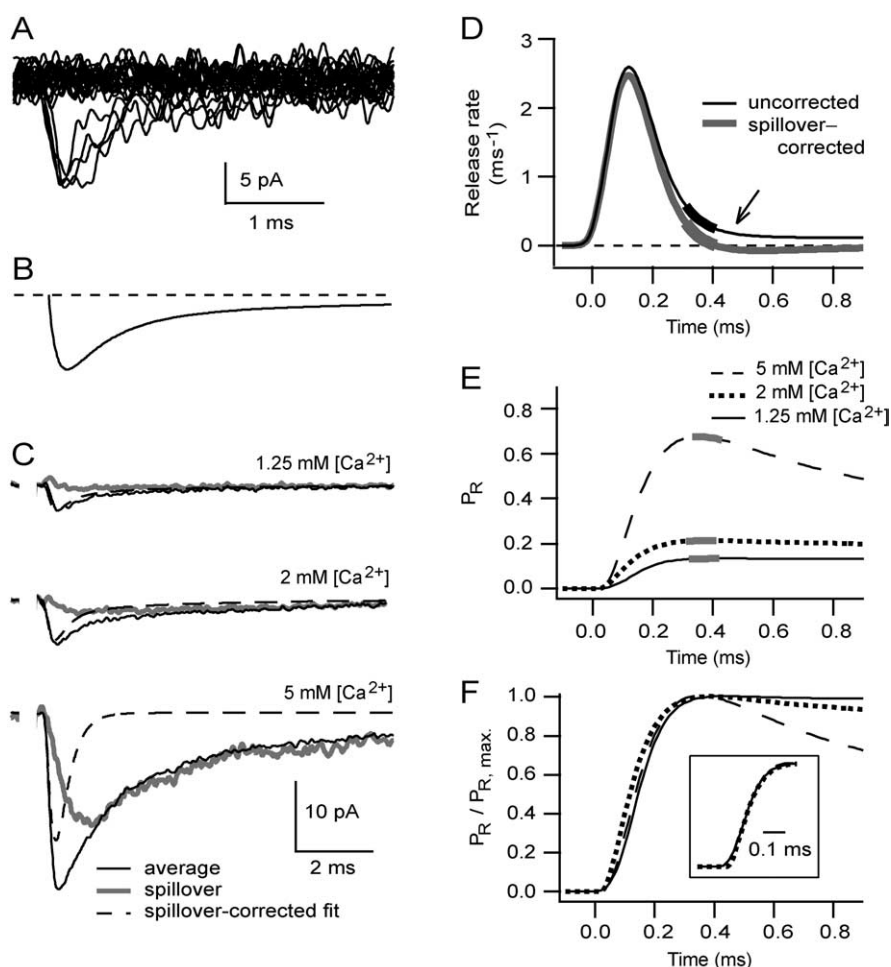 A
5 pA
1 ms
B
C
1.25 mM [Ca²⁺]
2 mM [Ca²⁺]
5 mM [Ca²⁺]
10 pA
2 ms
average
spillover
spillover-corrected fit
D
Release rate
(ms⁻¹)
3
2
1
0
0.0 0.2 0.4 0.6 0.8
Time (ms)
uncorrected
spillover–
corrected
E
5 mM [Ca²⁺]
2 mM [Ca²⁺]
1.25 mM [Ca²⁺]
P_R
0.8
0.6
0.4
0.2
0.0
0.0 0.2 0.4 0.6 0.8
Time (ms)
F
P_R / P_R, max.
1.0
0.8
0.6
0.4
0.2
0.0
0.1 ms
0.0 0.2 0.4 0.6 0.8
Time (ms)